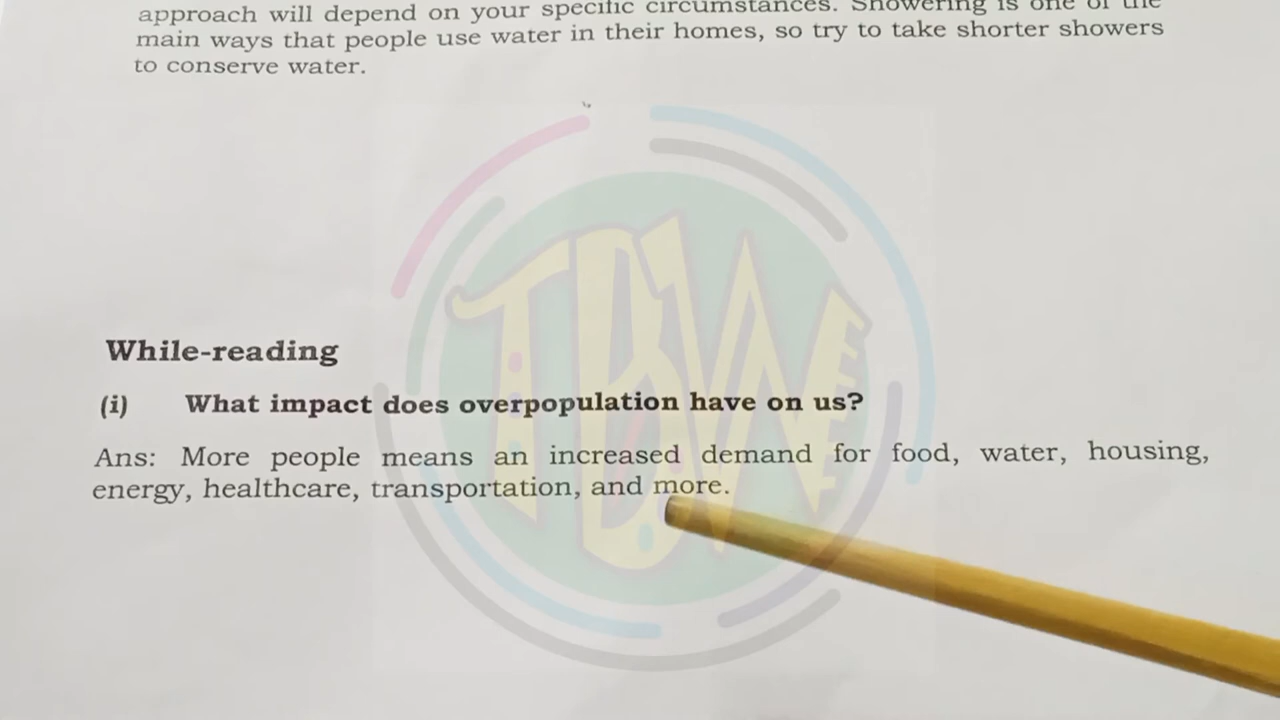 approach will depend on your specific circumstances. Showering is one of the
main ways that people use water in their homes, so try to take shorter showers
to conserve water.
While-reading
(i) What impact does overpopulation have on us?
Ans: More people means an increased demand for food, water, housing,
energy, healthcare, transportation, and more.
TBWE